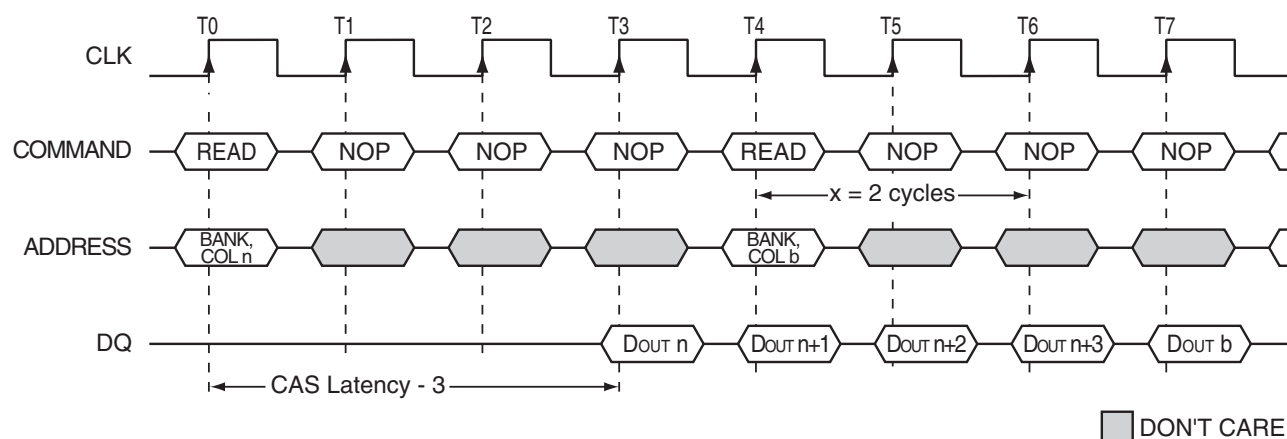 T0 T1 T2 T3 T4 T5 T6 T7
CLK
COMMAND READ NOP NOP NOP READ NOP NOP NOP
x = 2 cycles
ADDRESS BANK, COL n BANK, COL b
DQ DOUT n DOUT n+1 DOUT n+2 DOUT n+3 DOUT b
CAS Latency - 3
DON'T CARE